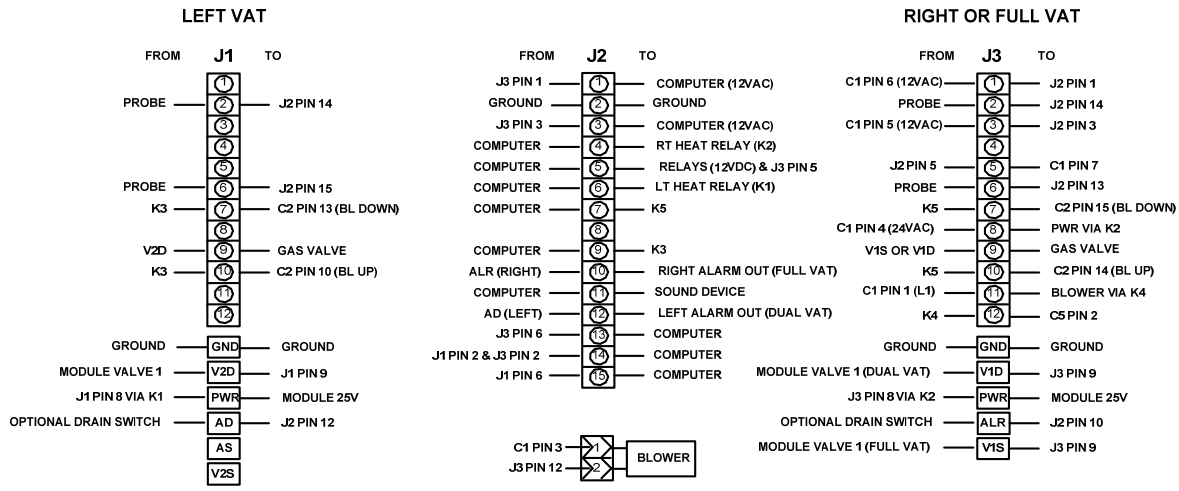 LEFT VAT
FROM J1 TO
1
PROBE 2 J2 PIN 14
3
4
5
PROBE 6 J2 PIN 15
K3 7 C2 PIN 13 (BL DOWN)
8
V2D 9 GAS VALVE
K3 10 C2 PIN 10 (BL UP)
11
12
GROUND GND GROUND
MODULE VALVE 1 V2D J1 PIN 9
J1 PIN 8 VIA K1 PWR MODULE 25V
OPTIONAL DRAIN SWITCH AD J2 PIN 12
AS
V2S
FROM J2 TO
J3 PIN 1 1 COMPUTER (12VAC)
GROUND 2 GROUND
J3 PIN 3 3 COMPUTER (12VAC)
COMPUTER 4 RT HEAT RELAY (K2)
COMPUTER 5 RELAYS (12VDC) & J3 PIN 5
COMPUTER 6 LT HEAT RELAY (K1)
COMPUTER 7 K5
8
COMPUTER 9 K3
ALR (RIGHT) 10 RIGHT ALARM OUT (FULL VAT)
COMPUTER 11 SOUND DEVICE
AD (LEFT) 12 LEFT ALARM OUT (DUAL VAT)
J3 PIN 6 13 COMPUTER
J1 PIN 2 & J3 PIN 2 14 COMPUTER
J1 PIN 6 15 COMPUTER
C1 PIN 3 1
J3 PIN 12 2
BLOWER
RIGHT OR FULL VAT
FROM J3 TO
C1 PIN 6 (12VAC) 1 J2 PIN 1
PROBE 2 J2 PIN 14
C1 PIN 5 (12VAC) 3 J2 PIN 3
4
J2 PIN 5 5 C1 PIN 7
PROBE 6 J2 PIN 13
K5 7 C2 PIN 15 (BL DOWN)
C1 PIN 4 (24VAC) 8 PWR VIA K2
V1S OR V1D 9 GAS VALVE
K5 10 C2 PIN 14 (BL UP)
C1 PIN 1 (L1) 11 BLOWER VIA K4
K4 12 C5 PIN 2
GROUND GND GROUND
MODULE VALVE 1 (DUAL VAT) V1D J3 PIN 9
J3 PIN 8 VIA K2 PWR MODULE 25V
OPTIONAL DRAIN SWITCH ALR J2 PIN 10
MODULE VALVE 1 (FULL VAT) V1S J3 PIN 9